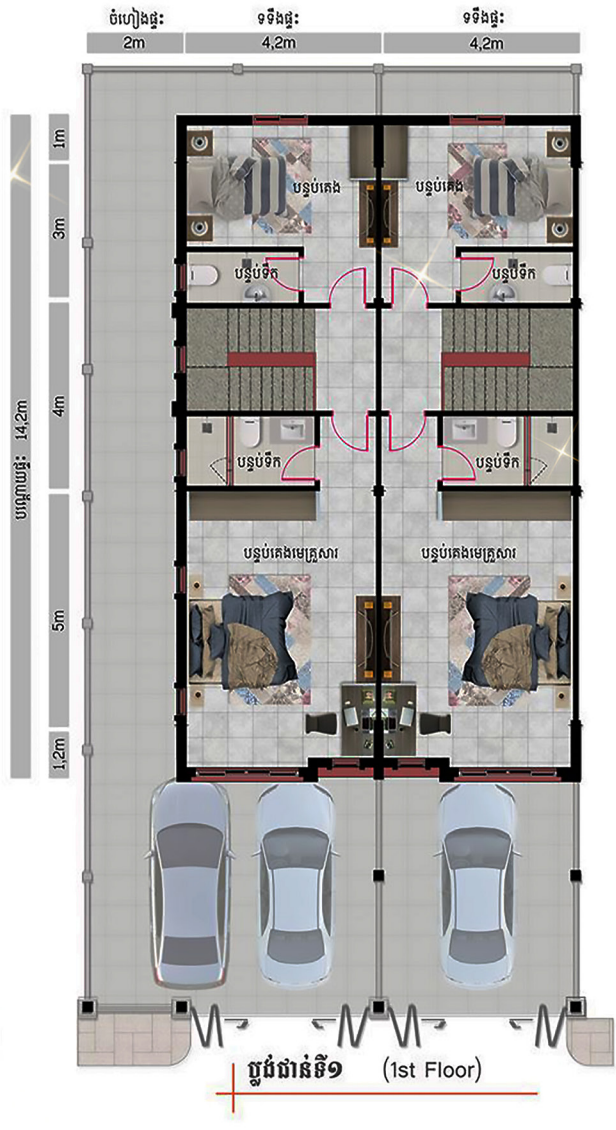 ចំហៀងផ្ទះ ទទឹងផ្ទះ ទទឹងផ្ទះ
2m 4,2m 4,2m
1m
3m
4m
5m
1,2m
បណ្តោយផ្ទះ 14,2m
បន្ទប់គេង បន្ទប់គេង
បន្ទប់ទឹក បន្ទប់ទឹក
បន្ទប់ទឹក បន្ទប់ទឹក
បន្ទប់គេងមេគ្រួសារ បន្ទប់គេងមេគ្រួសារ
ប្លង់ជាន់ទី១ (1st Floor)